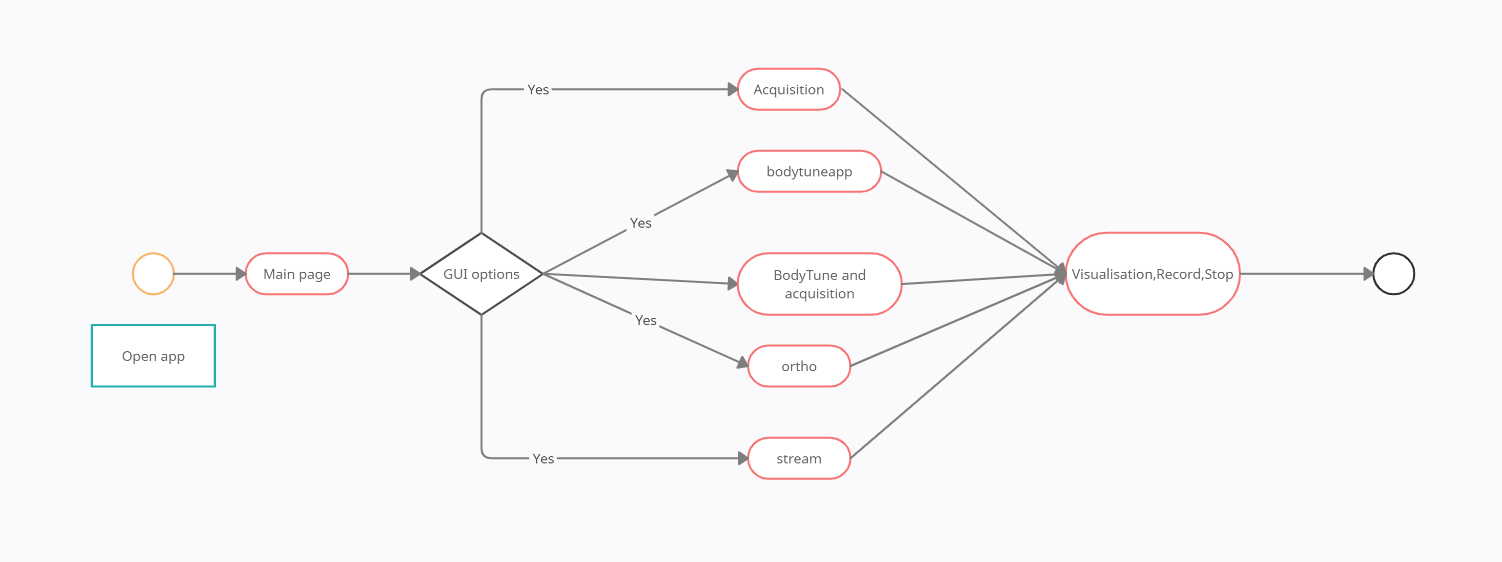 Yes
Acquisition
Yes
bodytuneapp
Main page
GUI options
BodyTune and
acquisition
Visualisation,Record,Stop
Open app
Yes
ortho
Yes
stream